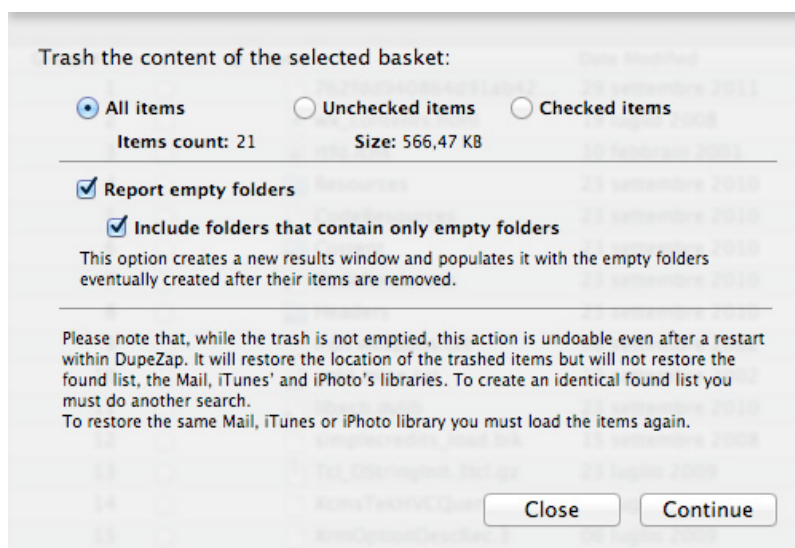 Trash the content of the selected basket:
All items
Unchecked items
Checked items
Items count: 21
Size: 566,47 KB
Report empty folders
Include folders that contain only empty folders
This option creates a new results window and populates it with the empty folders
eventually created after their items are removed.
Please note that, while the trash is not emptied, this action is undoable even after a restart
within DupeZap. It will restore the location of the trashed items but will not restore the
found list, the Mail, iTunes' and iPhoto's libraries. To create an identical found list you
must do another search.
To restore the same Mail, iTunes or iPhoto library you must load the items again.
Close
Continue